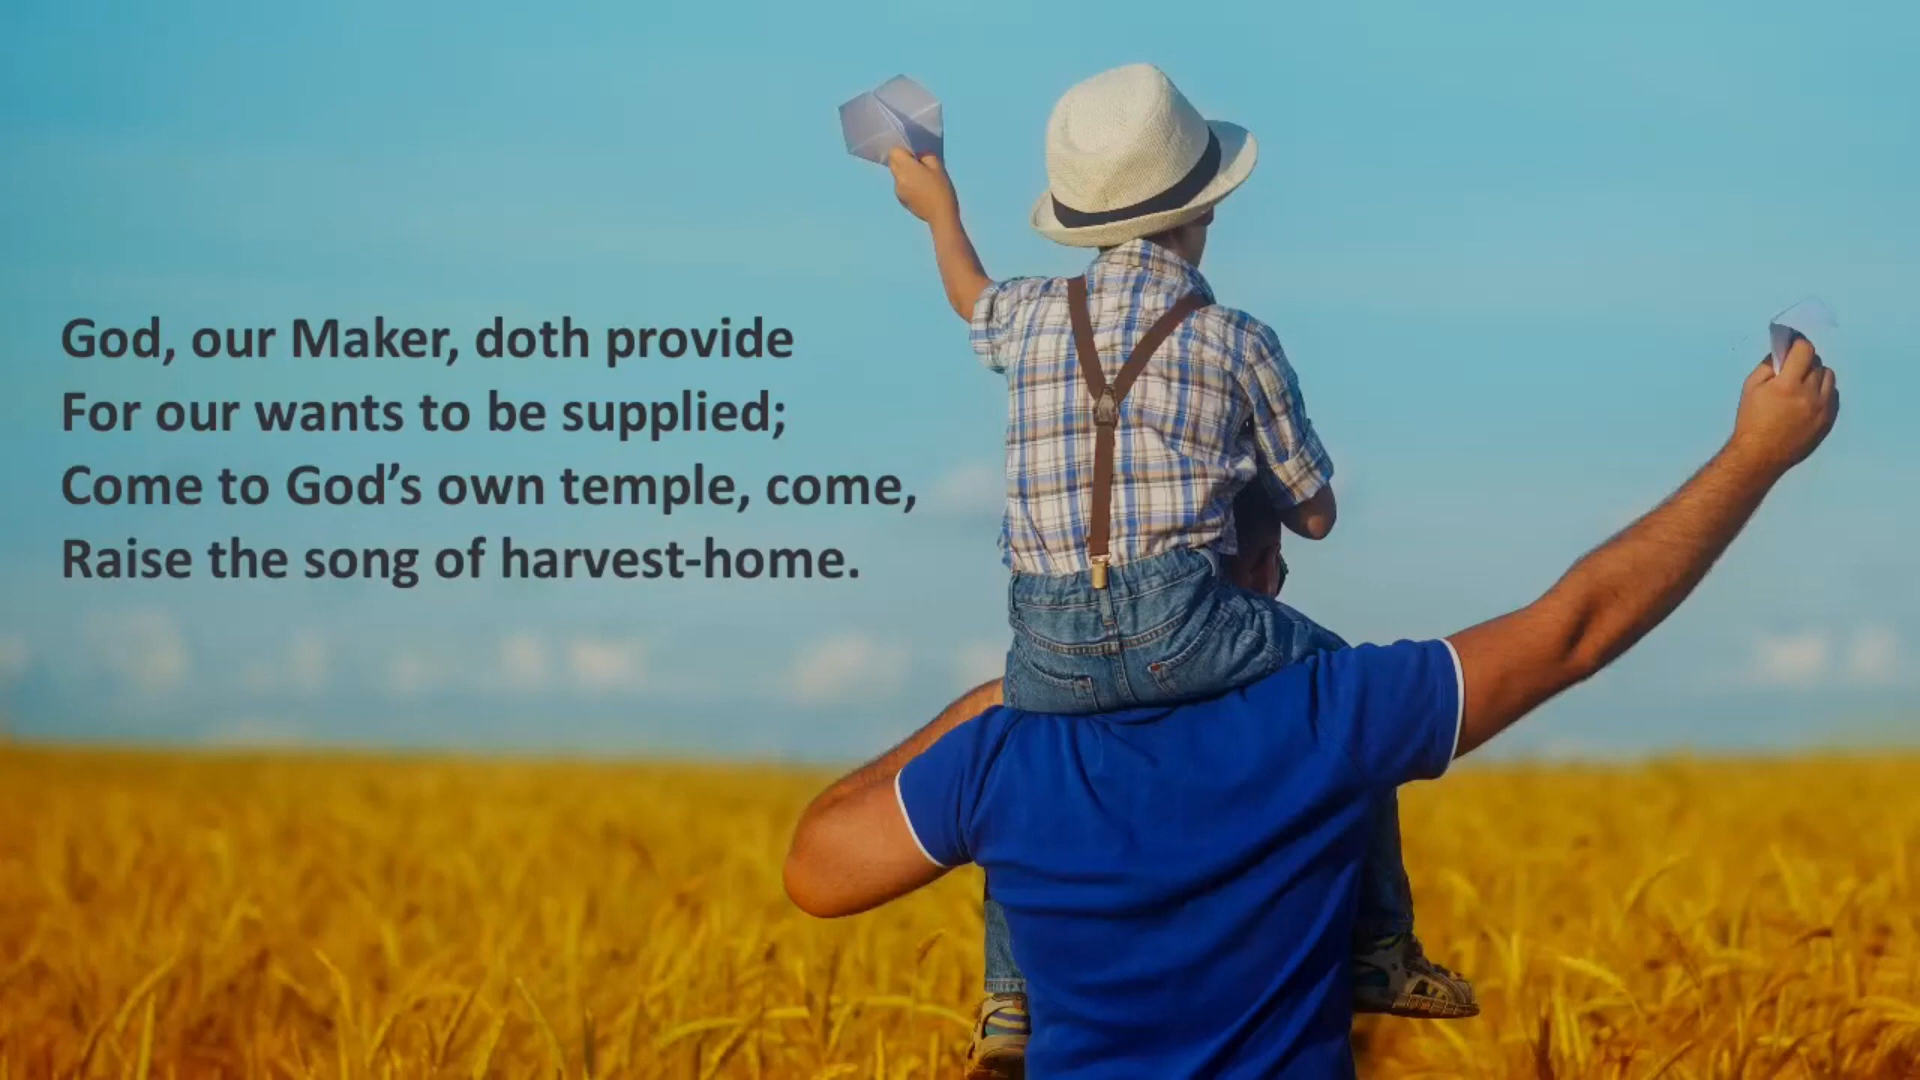 God, our Maker, doth provide
For our wants to be supplied;
Come to God’s own temple, come,
Raise the song of harvest-home.